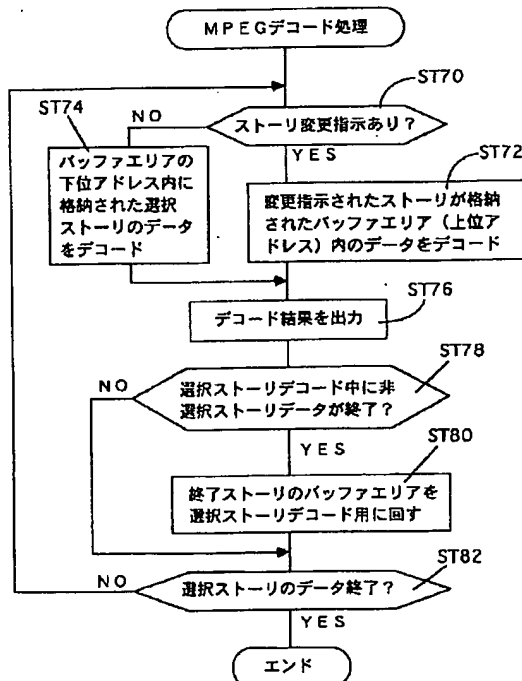 MPEGデコード処理
ST70
ストーリ変更指示あり?
NO
YES
ST74
バッファエリアの
下位アドレス内に
格納された選択
ストーリのデータ
をデコード
ST72
変更指示されたストーリが格納
されたバッファエリア(上位ア
ドレス)内のデータをデコード
ST76
デコード結果を出力
ST78
選択ストーリデコード中に非
選択ストーリデータが終了?
NO
YES
ST80
終了ストーリのバッファエリアを
選択ストーリデコード用に回す
ST82
選択ストーリのデータ終了?
NO
YES
エンド